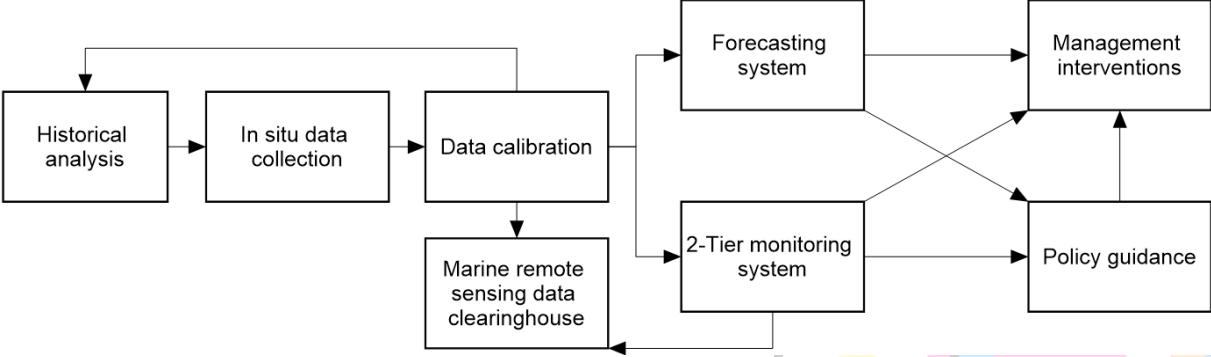 Historical
analysis
In situ data
collection
Data calibration
Marine remote
sensing data
clearinghouse
Forecasting
system
2-Tier monitoring
system
Management
interventions
Policy guidance